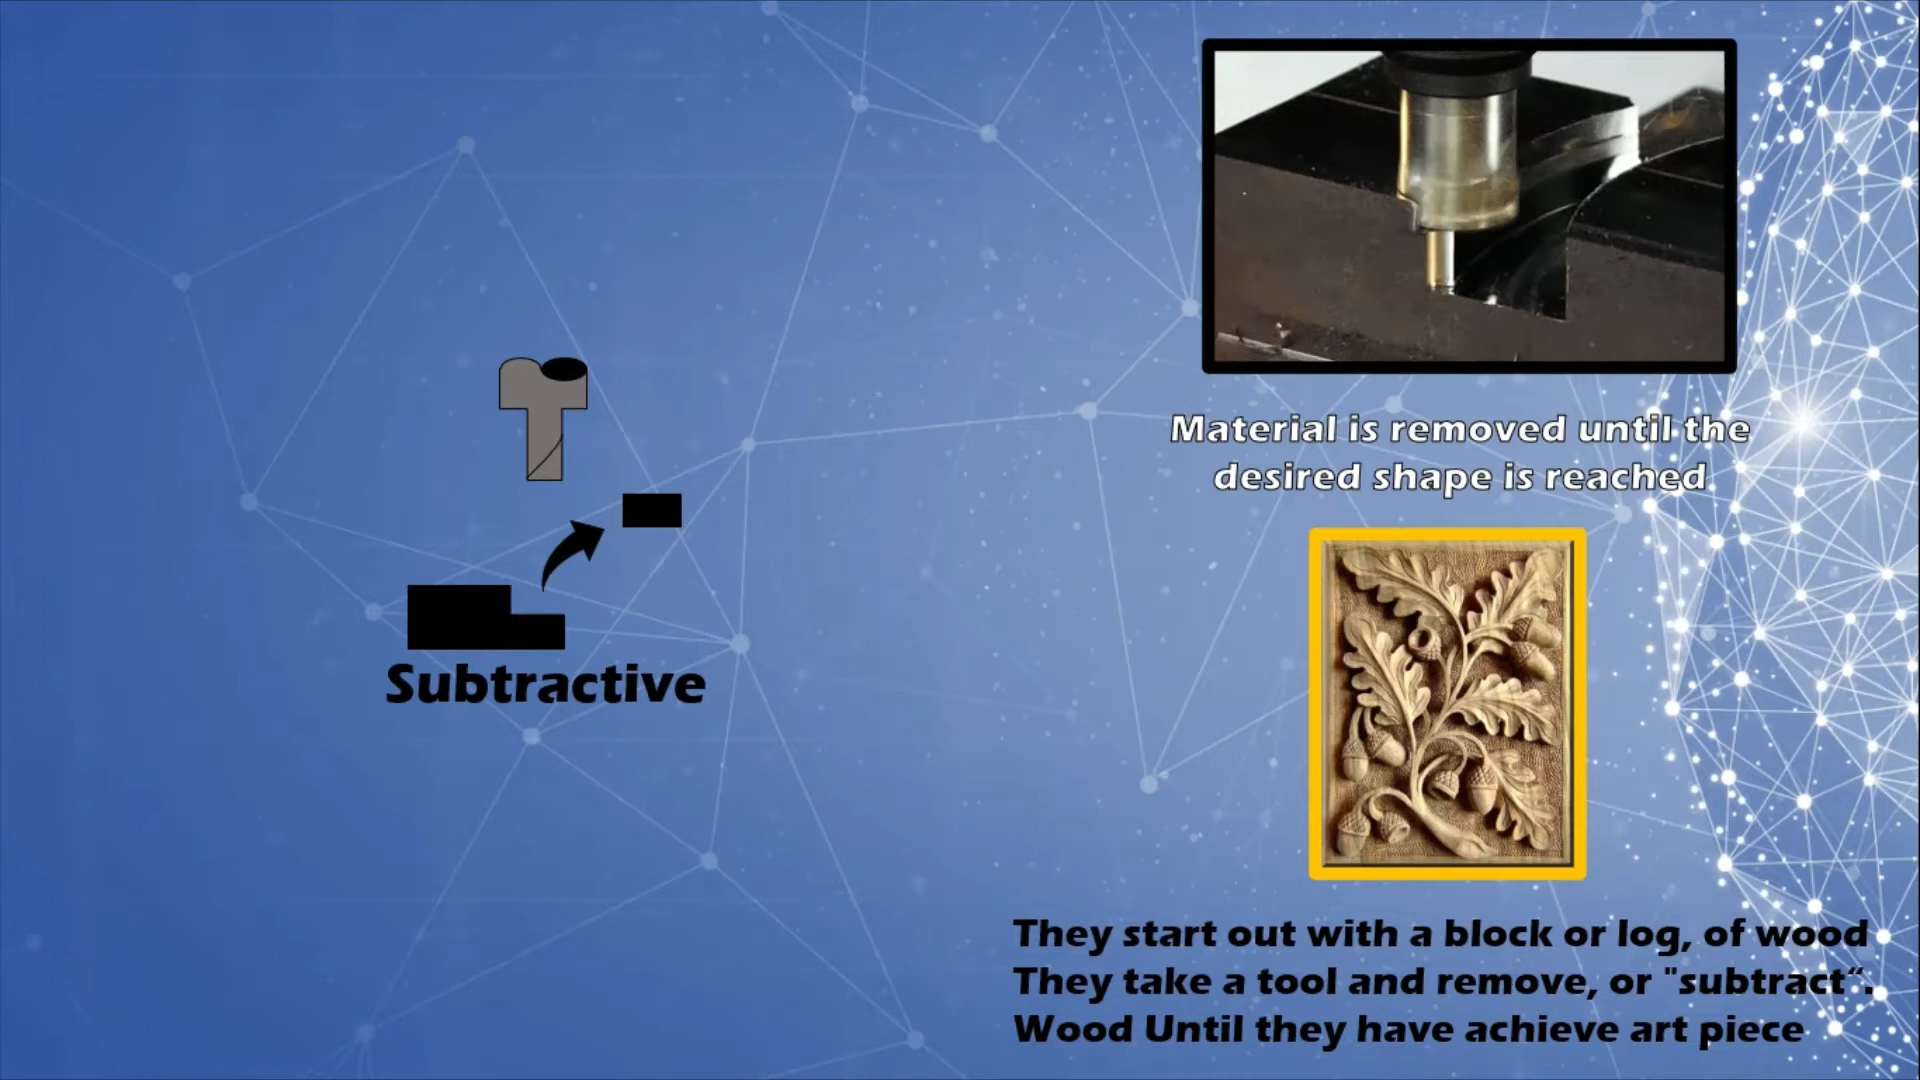 Material is removed until the
desired shape is reached.
Subtractive
They start out with a block or log, of wood
They take a tool and remove, or "subtract“.
Wood Until they have achieve art piece